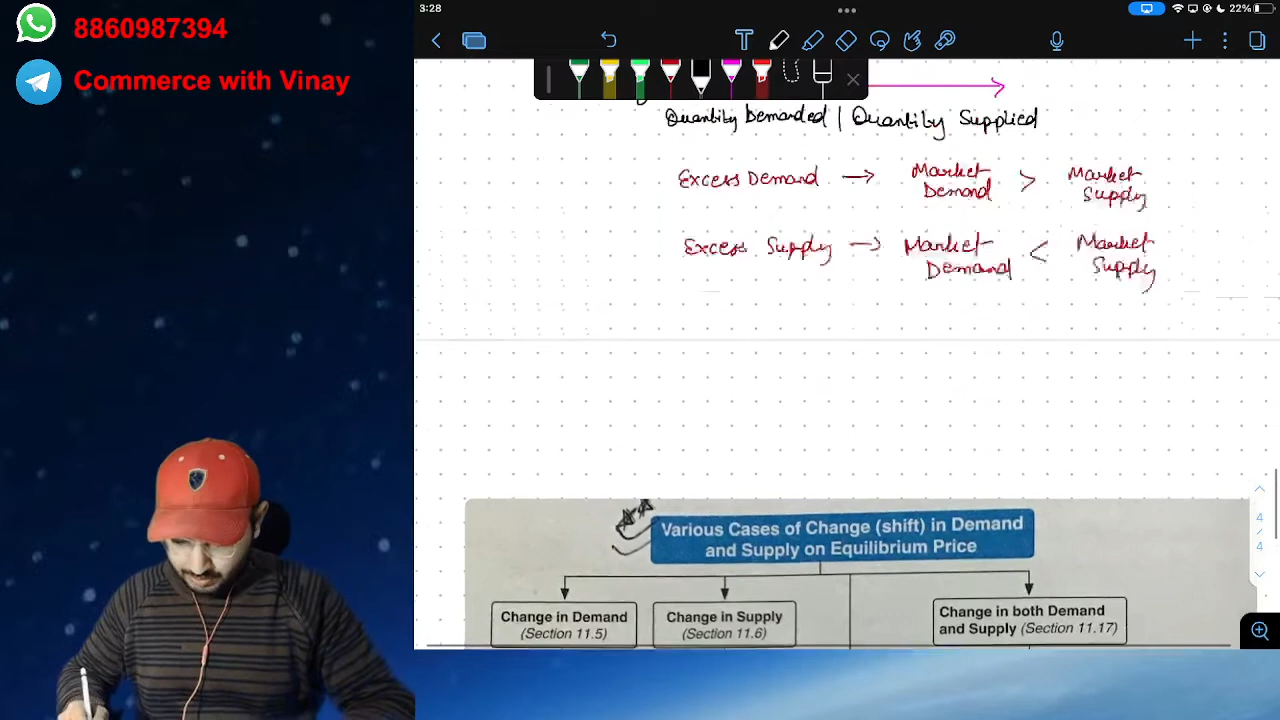 8860987394
Commerce with Vinay
3:28
22%
T
Quantity Demanded | Quantity Supplied
Excess Demand → Market Demand > Market Supply
Excess Supply → Market Demand < Market Supply
4
4
Various Cases of Change (shift) in Demand
and Supply on Equilibrium Price
Change in Demand
(Section 11.5)
Change in Supply
(Section 11.6)
Change in both Demand
and Supply (Section 11.17)